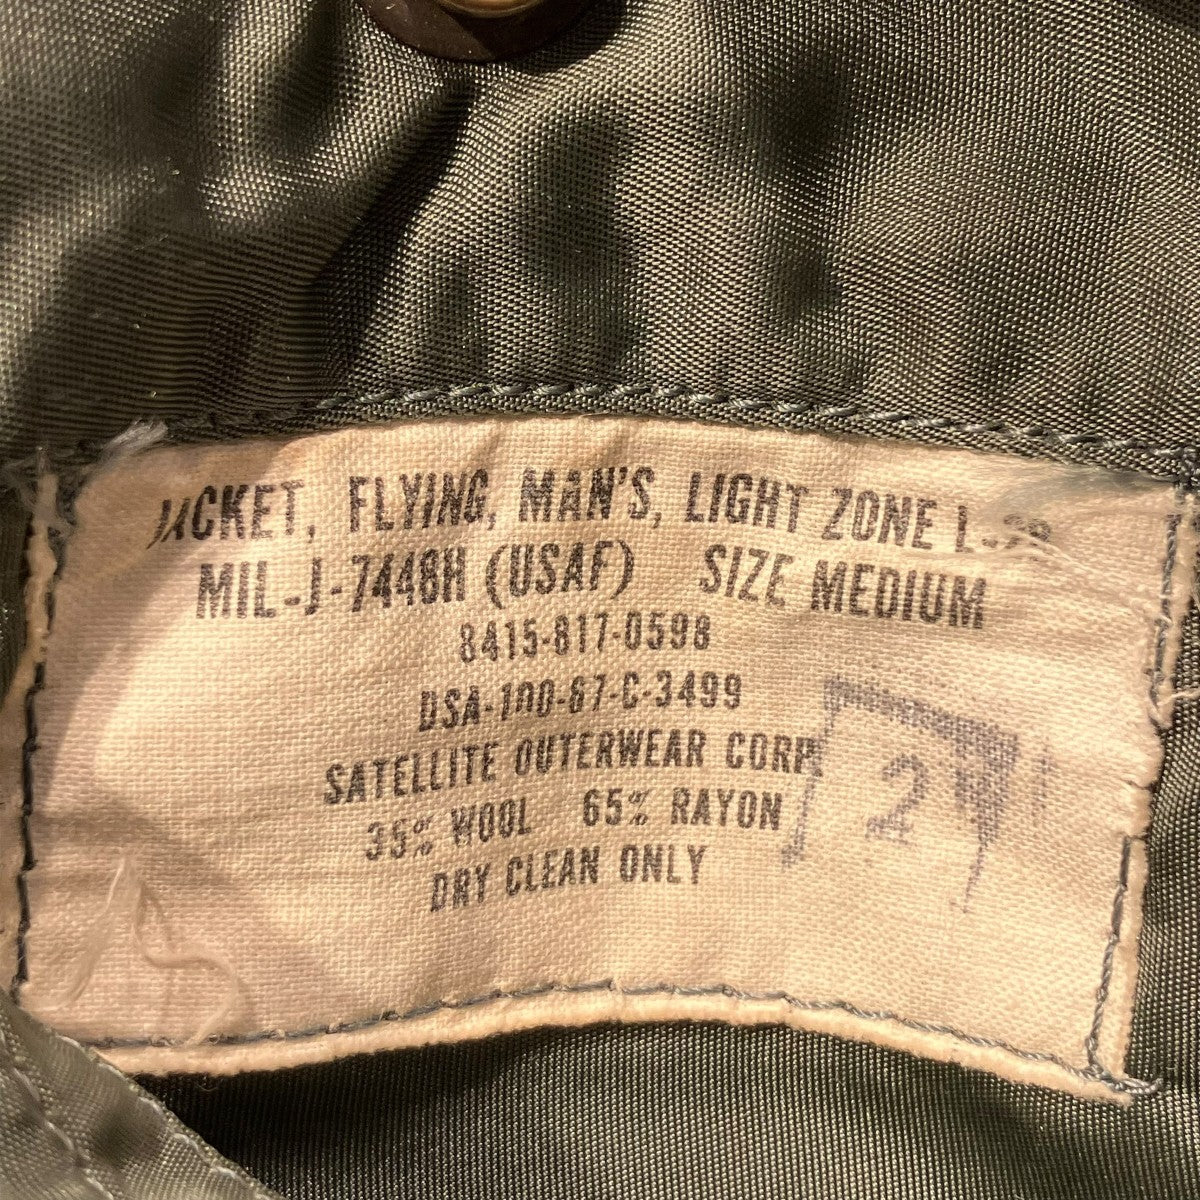 JACKET, FLYING, MAN'S, LIGHT ZONE
MIL-J-7448H (USAF) SIZE MEDIUM
8415-817-0598
DSA-100-67-C-3499
SATELLITE OUTERWEAR CORP.
35% WOOL 65% RAYON
DRY CLEAN ONLY
2